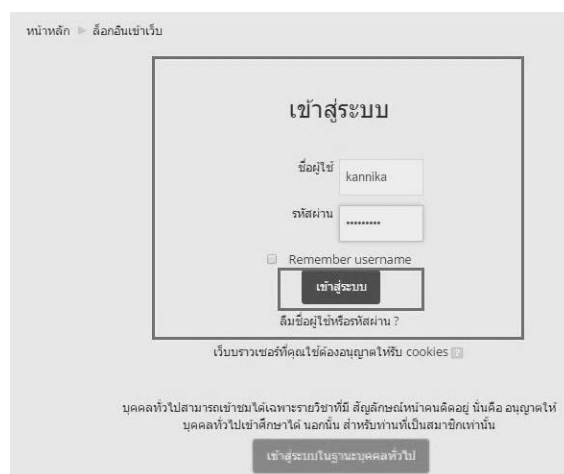 หน้าหลัก ► ล็อกอินเข้าเว็บ
เข้าสู่ระบบ
ชื่อผู้ใช้ kannika
รหัสผ่าน •••••••••
Remember username
เข้าสู่ระบบ
ลืมชื่อผู้ใช้หรือรหัสผ่าน ?
เว็บบราวเซอร์ที่คุณใช้ต้องอนุญาตให้รับ cookies ?
บุคคลทั่วไปสามารถเข้าชมได้เฉพาะรายวิชาที่มี สัญลักษณ์หน้าคนติดอยู่ นั่นคือ อนุญาตให้
บุคคลทั่วไปเข้าศึกษาได้ นอกนั้น สำหรับท่านที่เป็นสมาชิกเท่านั้น
เข้าสู่ระบบในฐานะบุคคลทั่วไป